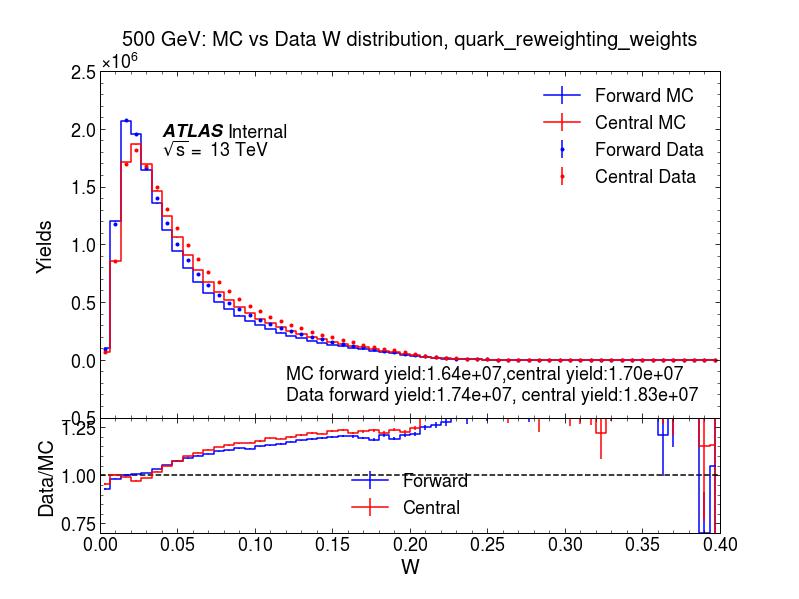 500 GeV: MC vs Data W distribution, quark_reweighting_weights
×10⁶
2.5
2.0
1.5
1.0
0.5
0.0
Yields
ATLAS Internal
√s = 13 TeV
Forward MC
Central MC
Forward Data
Central Data
MC forward yield:1.64e+07,central yield:1.70e+07
Data forward yield:1.74e+07, central yield:1.83e+07
1.25
1.00
0.75
Data/MC
Forward
Central
0.00 0.05 0.10 0.15 0.20 0.25 0.30 0.35 0.40
W